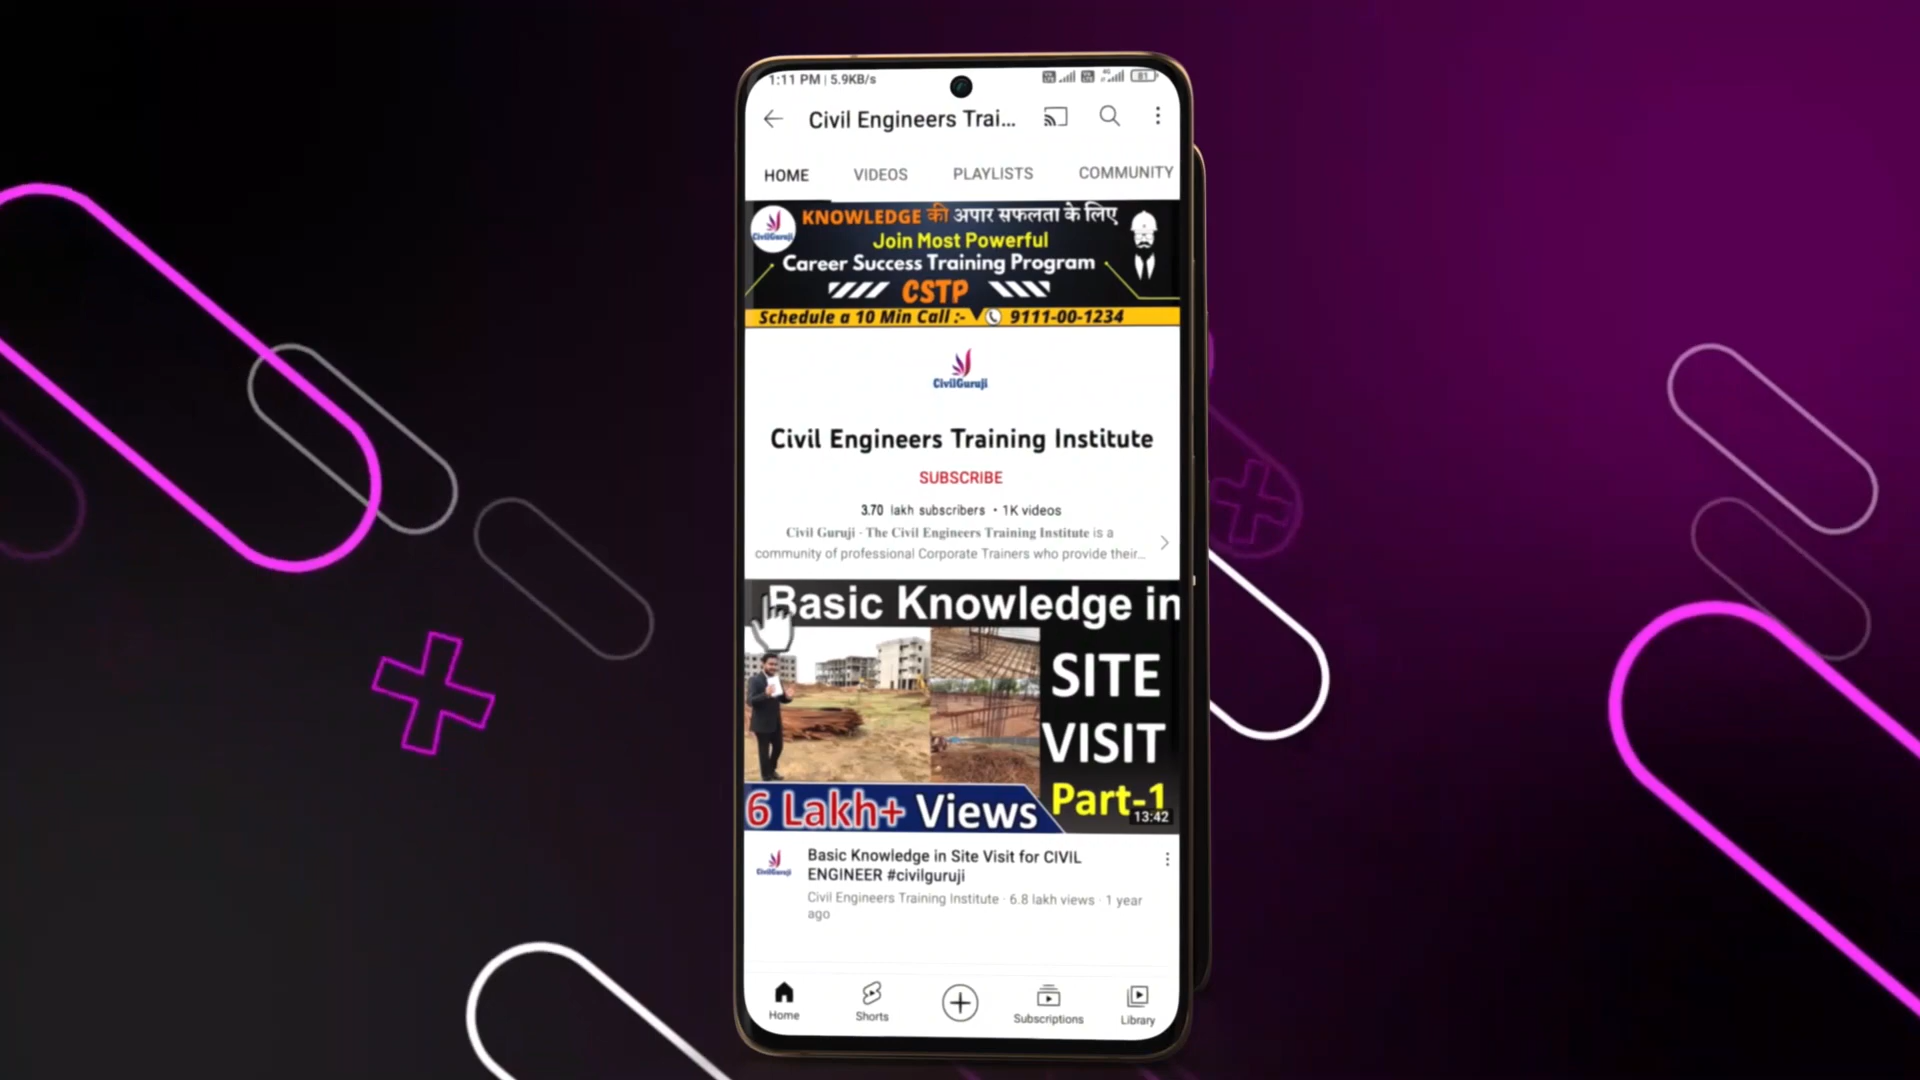 1:11 PM | 5.9KB/s
4G
81
Civil Engineers Trai...
HOME VIDEOS PLAYLISTS COMMUNITY
CivilGuruji
KNOWLEDGE की अपार सफलता के लिए
Join Most Powerful
Career Success Training Program
CSTP
Schedule a 10 Min Call :- 9111-00-1234
CivilGuruji
Civil Engineers Training Institute
SUBSCRIBE
3.70 lakh subscribers • 1K videos
Civil Guruji - The Civil Engineers Training Institute is a
community of professional Corporate Trainers who provide their...
Basic Knowledge in
SITE
VISIT
Part-1
6 Lakh+ Views
13:42
CivilGuruji
Basic Knowledge in Site Visit for CIVIL
ENGINEER #civilguruji
Civil Engineers Training Institute · 6.8 lakh views · 1 year
ago
Home
Shorts
Subscriptions
Library